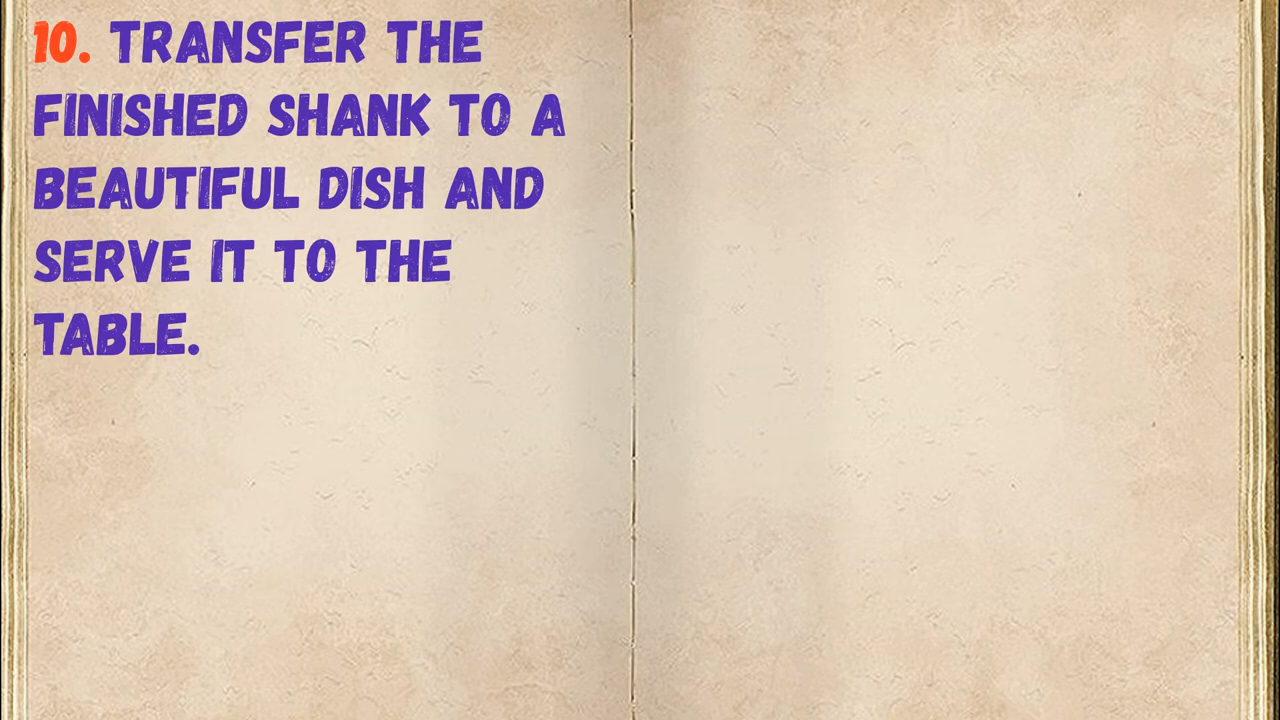 10. TRANSFER THE
FINISHED SHANK TO A
BEAUTIFUL DISH AND
SERVE IT TO THE
TABLE.